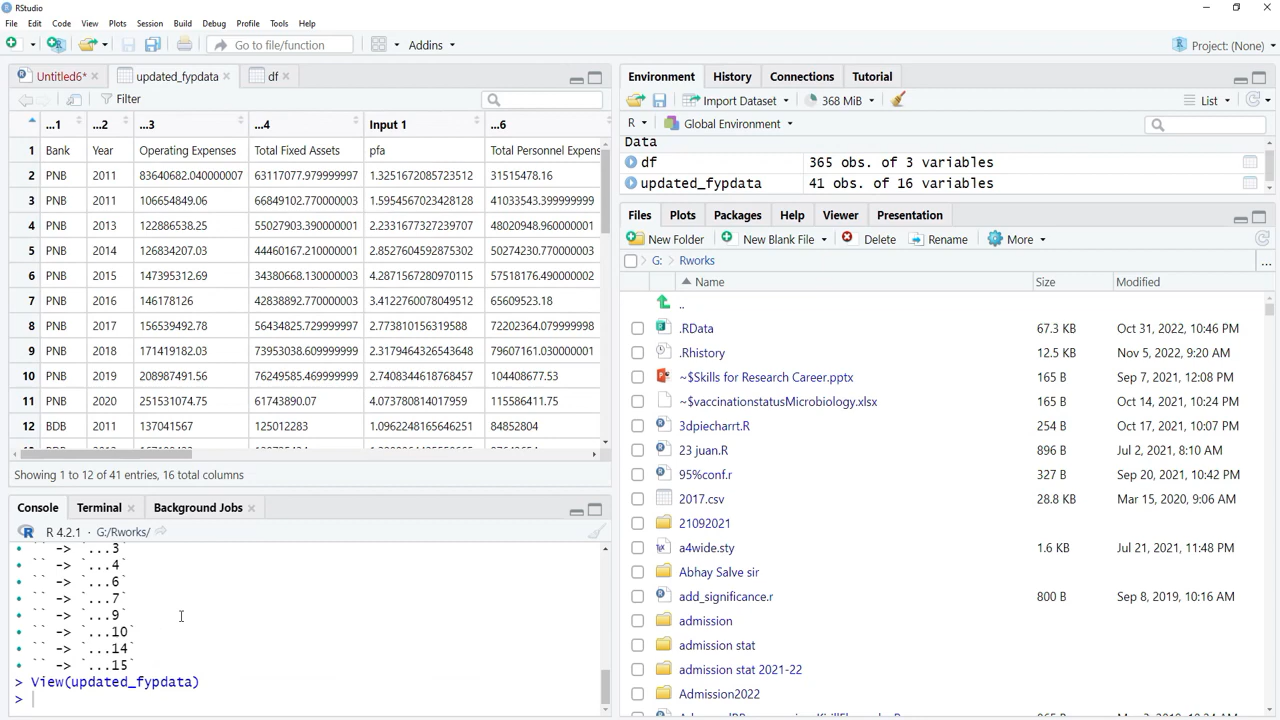 RStudio
File Edit Code View Plots Session Build Debug Profile Tools Help
Go to file/function Addins Project: (None)
Untitled6* updated_fypdata df
Filter
...1 ...2 ...3 ...4 Input 1 ...6
1 Bank Year Operating Expenses Total Fixed Assets pfa Total Personnel Expens
2 PNB 2011 83640682.040000007 63117077.979999997 1.3251672085723512 31515478.16
3 PNB 2011 106654849.06 66849102.770000003 1.5954567023428128 41033543.399999999
4 PNB 2013 122886538.25 55027903.390000001 2.2331677327239707 48020948.960000001
5 PNB 2014 126834207.03 44460167.210000001 2.8527604592875302 50274230.770000003
6 PNB 2015 147395312.69 34380668.130000003 4.2871567280970115 57518176.490000002
7 PNB 2016 146178126 42838892.770000003 3.4122760078049512 65609523.18
8 PNB 2017 156539492.78 56434825.729999997 2.773810156319588 72202364.079999998
9 PNB 2018 171419182.03 73953038.609999999 2.3179464326543648 79607161.030000001
10 PNB 2019 208987491.56 76249585.469999999 2.7408344618768457 104408677.53
11 PNB 2020 251531074.75 61743890.07 4.073780814017959 115586411.75
12 BDB 2011 137041567 125012283 1.0962248165646251 84852804
Showing 1 to 12 of 41 entries, 16 total columns
Console Terminal Background Jobs
R 4.2.1 · G:/Rworks/
• `` -> `...3`
• `` -> `...4`
• `` -> `...6`
• `` -> `...7`
• `` -> `...9`
• `` -> `...10`
• `` -> `...14`
• `` -> `...15`
> View(updated_fypdata)
>
Environment History Connections Tutorial
Import Dataset 368 MiB List
R Global Environment
Data
df 365 obs. of 3 variables
updated_fypdata 41 obs. of 16 variables
Files Plots Packages Help Viewer Presentation
New Folder New Blank File Delete Rename More
G: Rworks ...
Name Size Modified
..
.RData 67.3 KB Oct 31, 2022, 10:46 PM
.Rhistory 12.5 KB Nov 5, 2022, 9:20 AM
~$Skills for Research Career.pptx 165 B Sep 7, 2021, 12:08 PM
~$vaccinationstatusMicrobiology.xlsx 165 B Oct 14, 2021, 10:24 PM
3dpiecharrt.R 254 B Oct 17, 2021, 10:07 PM
23 juan.R 896 B Jul 2, 2021, 8:10 AM
95%conf.r 327 B Sep 20, 2021, 10:42 PM
2017.csv 28.8 KB Mar 15, 2020, 9:06 AM
21092021
a4wide.sty 1.6 KB Jul 21, 2021, 11:48 PM
Abhay Salve sir
add_significance.r 800 B Sep 8, 2019, 10:16 AM
admission
admission stat
admission stat 2021-22
Admission2022